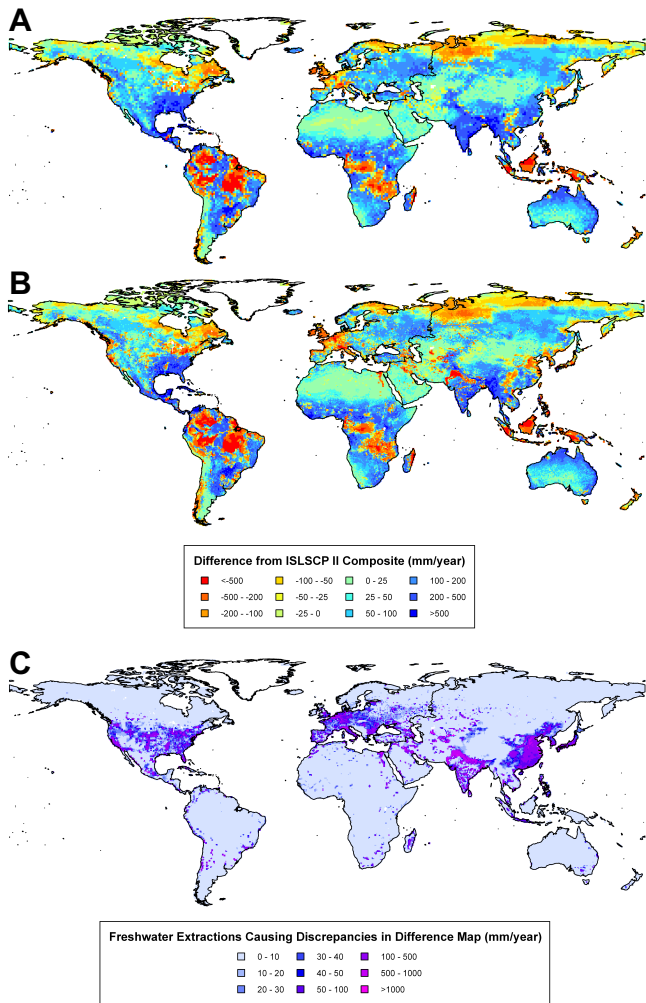 A
B
Difference from ISLSCP II Composite (mm/year)
<-500 -100 - -50 0 - 25 100 - 200
-500 - -200 -50 - -25 25 - 50 200 - 500
-200 - -100 -25 - 0 50 - 100 >500
C
Freshwater Extractions Causing Discrepancies in Difference Map (mm/year)
0 - 10 30 - 40 100 - 500
10 - 20 40 - 50 500 - 1000
20 - 30 50 - 100 >1000